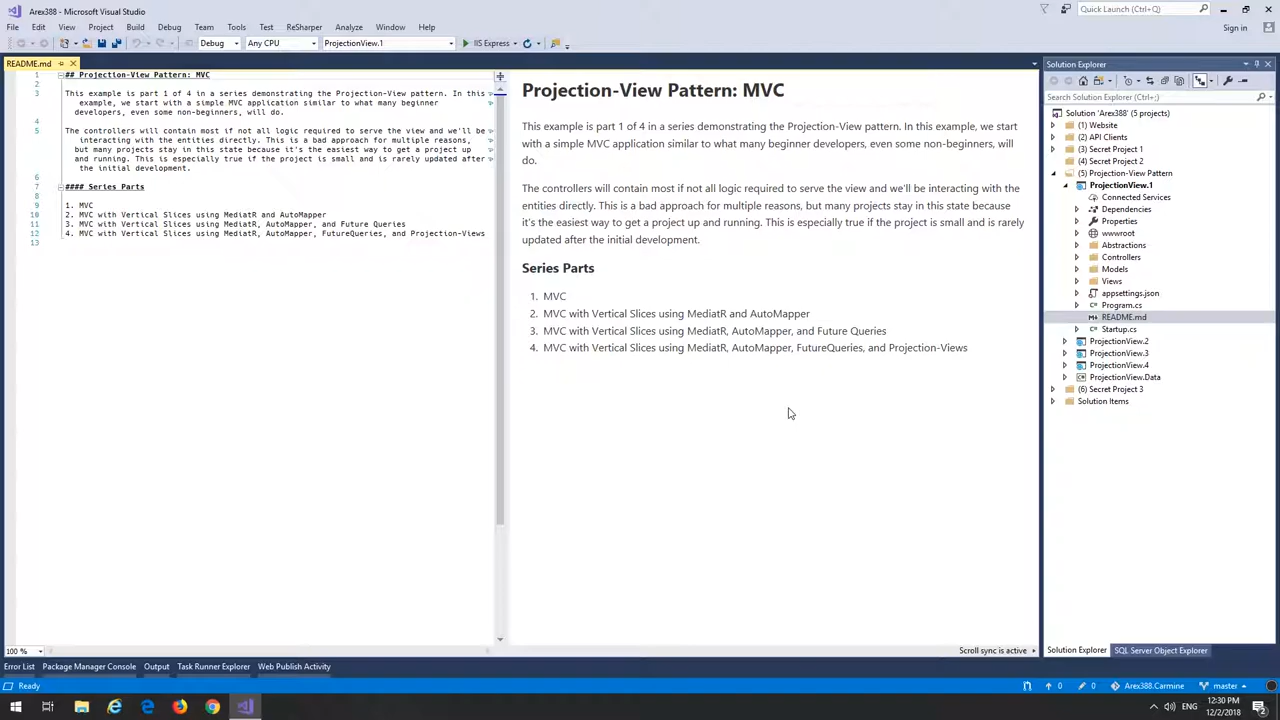 Arex388 - Microsoft Visual Studio
Quick Launch (Ctrl+Q)
File Edit View Project Build Debug Team Tools Test ReSharper Analyze Window Help
Sign in
Debug Any CPU ProjectionView.1 IIS Express
README.md
1 ## Projection-View Pattern: MVC
2
3 This example is part 1 of 4 in a series demonstrating the Projection-View pattern. In this
example, we start with a simple MVC application similar to what many beginner
developers, even some non-beginners, will do.
4
5 The controllers will contain most if not all logic required to serve the view and we'll be
interacting with the entities directly. This is a bad approach for multiple reasons,
but many projects stay in this state because it's the easiest way to get a project up
and running. This is especially true if the project is small and is rarely updated after
the initial development.
6
7 #### Series Parts
8
9 1. MVC
10 2. MVC with Vertical Slices using MediatR and AutoMapper
11 3. MVC with Vertical Slices using MediatR, AutoMapper, and Future Queries
12 4. MVC with Vertical Slices using MediatR, AutoMapper, FutureQueries, and Projection-Views
13
100 %
Projection-View Pattern: MVC
This example is part 1 of 4 in a series demonstrating the Projection-View pattern. In this example, we start
with a simple MVC application similar to what many beginner developers, even some non-beginners, will
do.
The controllers will contain most if not all logic required to serve the view and we'll be interacting with the
entities directly. This is a bad approach for multiple reasons, but many projects stay in this state because
it's the easiest way to get a project up and running. This is especially true if the project is small and is rarely
updated after the initial development.
Series Parts
1. MVC
2. MVC with Vertical Slices using MediatR and AutoMapper
3. MVC with Vertical Slices using MediatR, AutoMapper, and Future Queries
4. MVC with Vertical Slices using MediatR, AutoMapper, FutureQueries, and Projection-Views
Scroll sync is active
Solution Explorer
Search Solution Explorer (Ctrl+;)
Solution 'Arex388' (5 projects)
(1) Website
(2) API Clients
(3) Secret Project 1
(4) Secret Project 2
(5) Projection-View Pattern
ProjectionView.1
Connected Services
Dependencies
Properties
wwwroot
Abstractions
Controllers
Models
Views
appsettings.json
C# Program.cs
M↓ README.md
C# Startup.cs
ProjectionView.2
ProjectionView.3
ProjectionView.4
C# ProjectionView.Data
(6) Secret Project 3
Solution Items
Solution Explorer SQL Server Object Explorer
Error List Package Manager Console Output Task Runner Explorer Web Publish Activity
Ready
0 0 Arex388.Carmine master
ENG
12:30 PM
12/2/2018
2